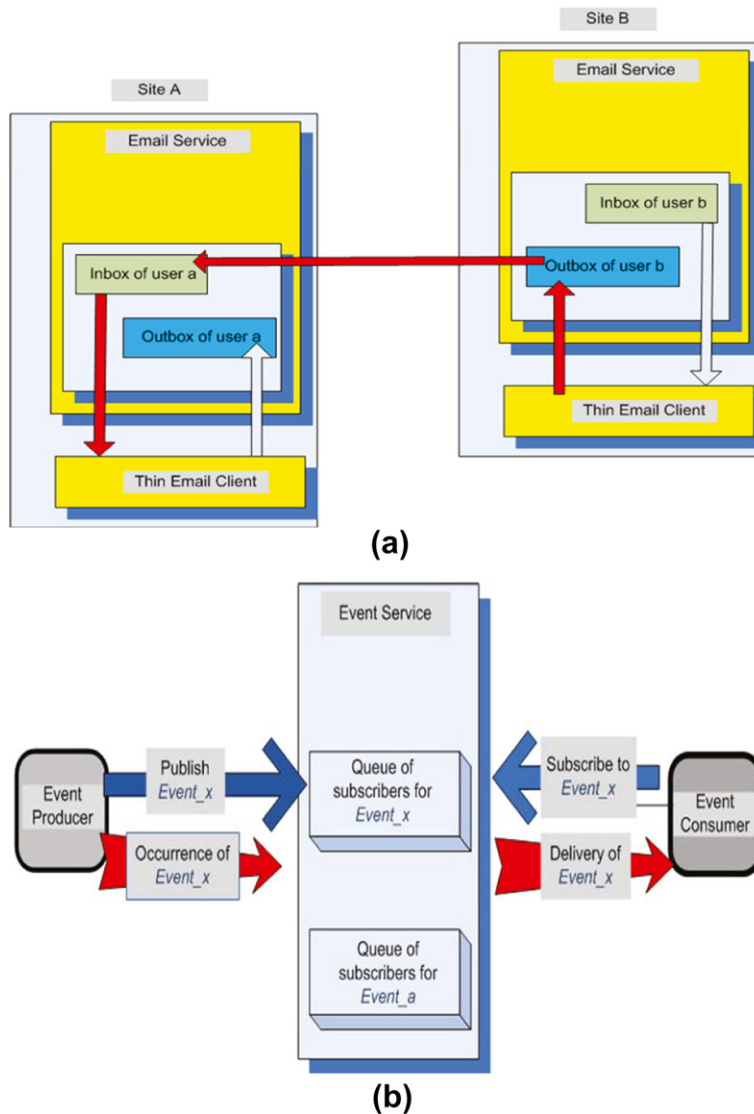 Site B
Email Service
Site A
Email Service
Inbox of user b
Inbox of user a
Outbox of user b
Outbox of user a
Thin Email Client
Thin Email Client
(a)
Event Service
Publish
Event_x
Queue of
subscribers for
Event_x
Subscribe to
Event_x
Event
Producer
Event
Consumer
Occurrence of
Event_x
Delivery of
Event_x
Queue of
subscribers for
Event_a
(b)